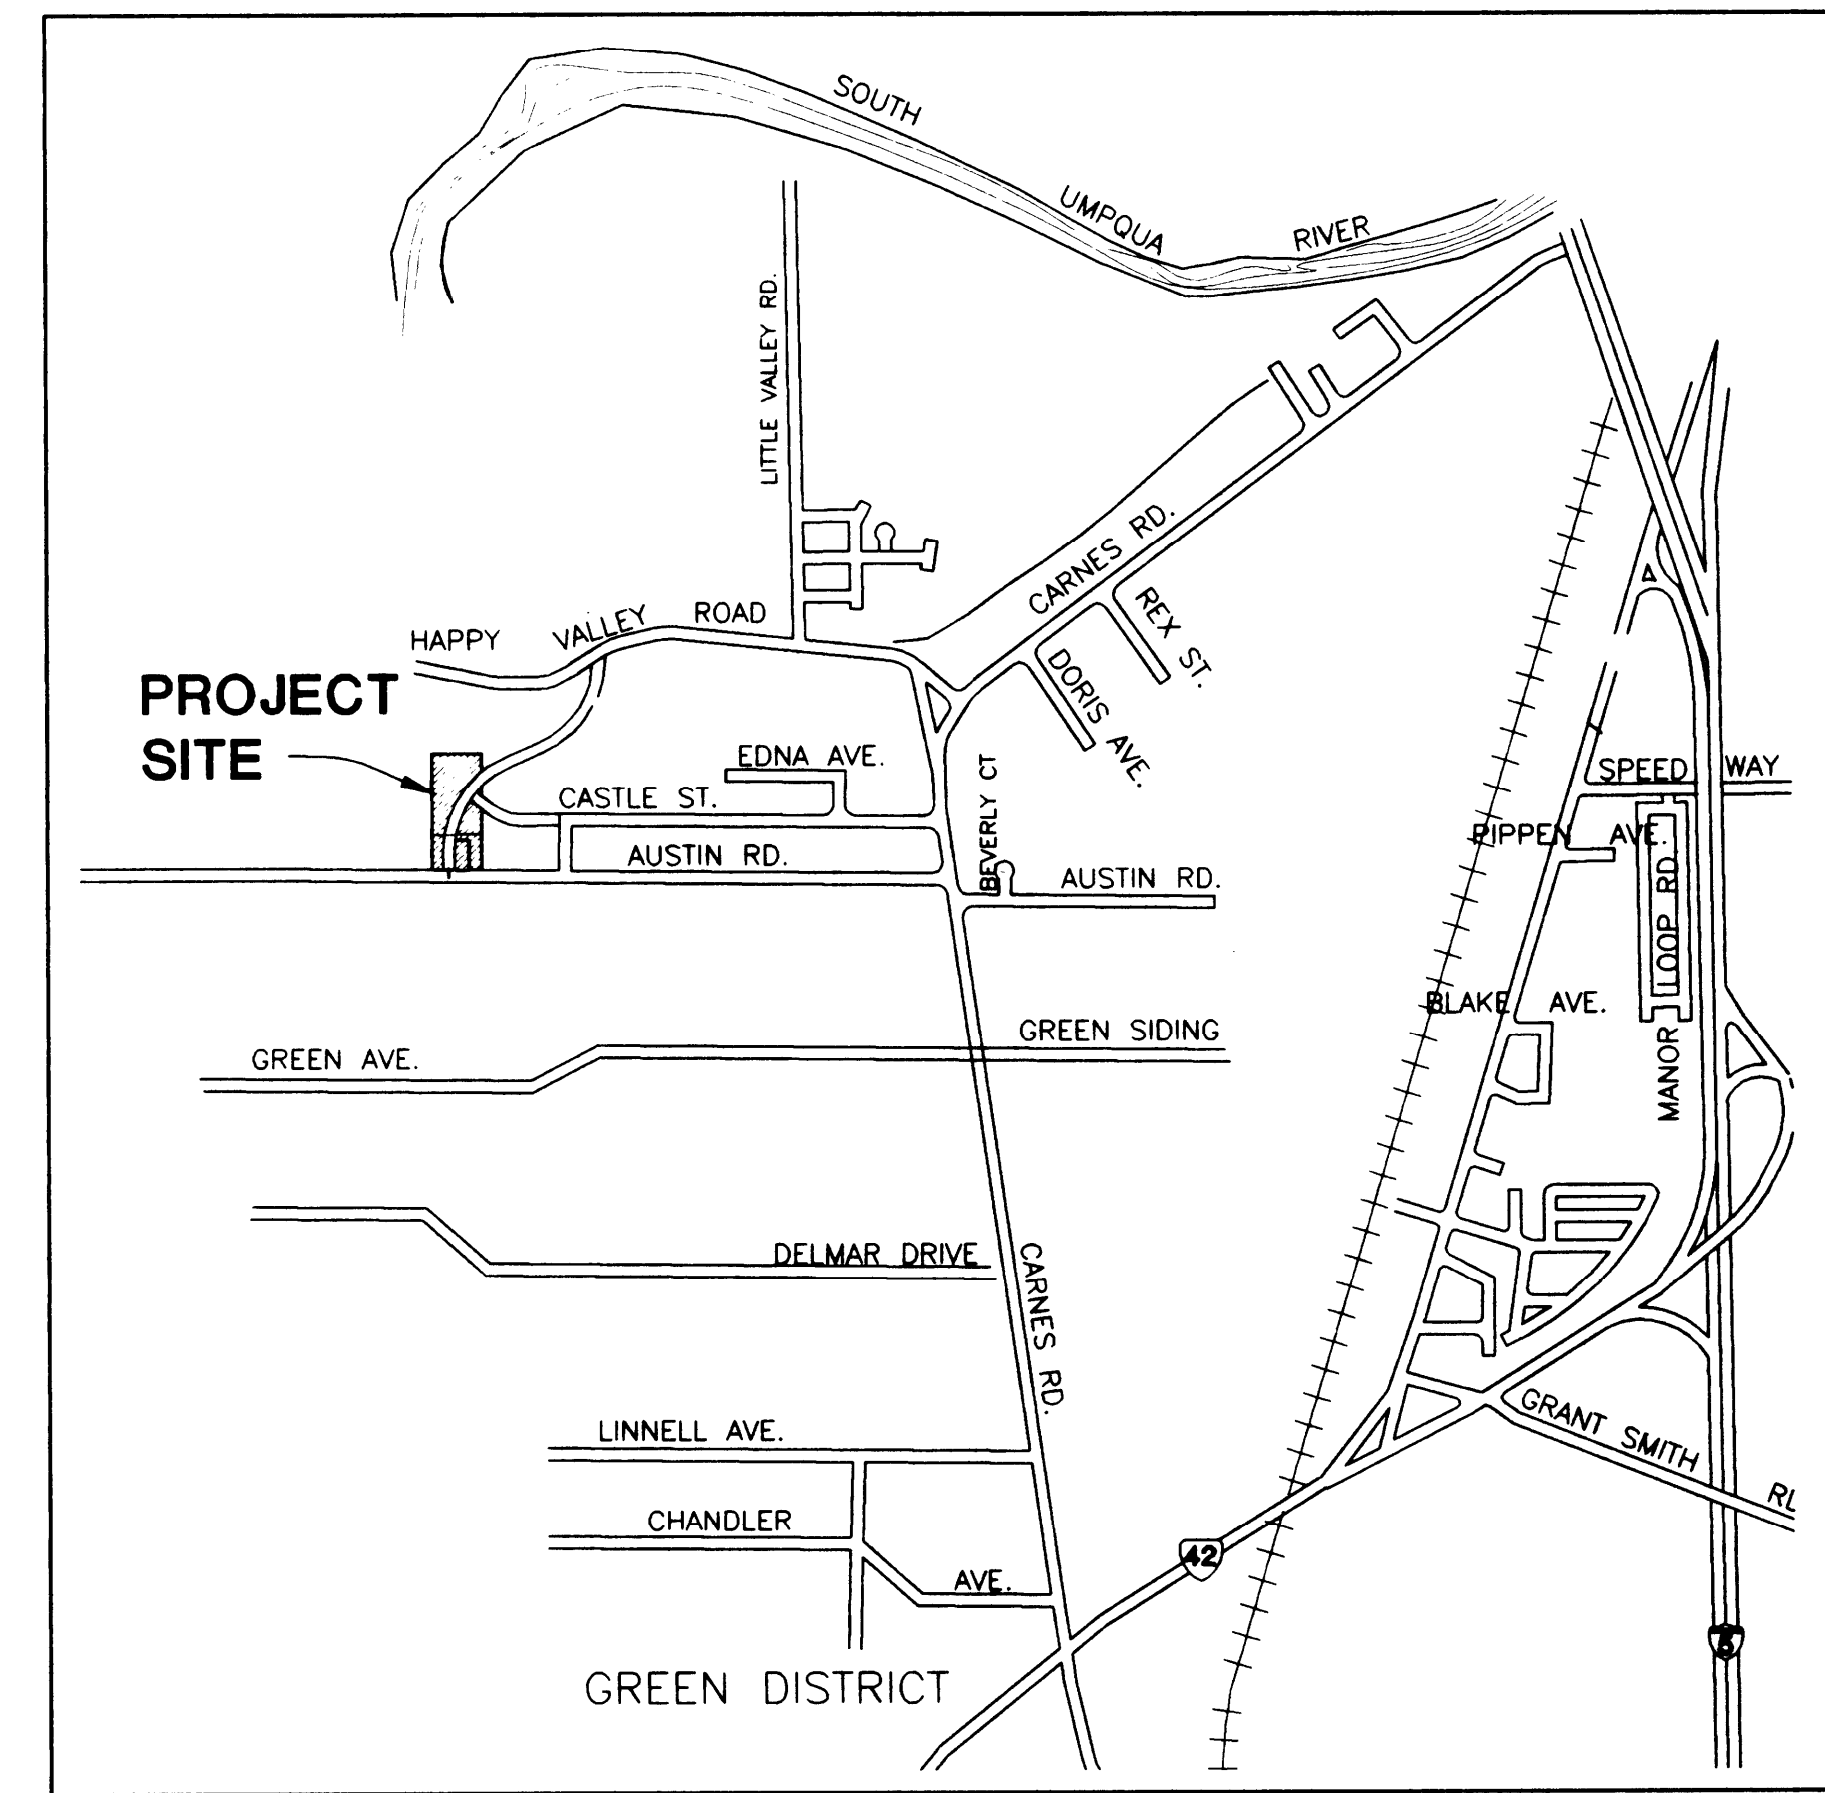 SOUTH UMPQUA RIVER
LITTLE VALLEY RD.
CARNES RD.
REX ST.
DORIS AVE.
HAPPY VALLEY ROAD
PROJECT
SITE
EDNA AVE.
CASTLE ST.
BEVERLY CT
SPEED WAY
PIPPEN AVE.
AUSTIN RD.
AUSTIN RD.
MANOR LOOP RD.
BLAKE AVE.
GREEN SIDING
GREEN AVE.
DELMAR DRIVE
CARNES RD.
LINNELL AVE.
GRANT SMITH
CHANDLER AVE.
42
5
GREEN DISTRICT